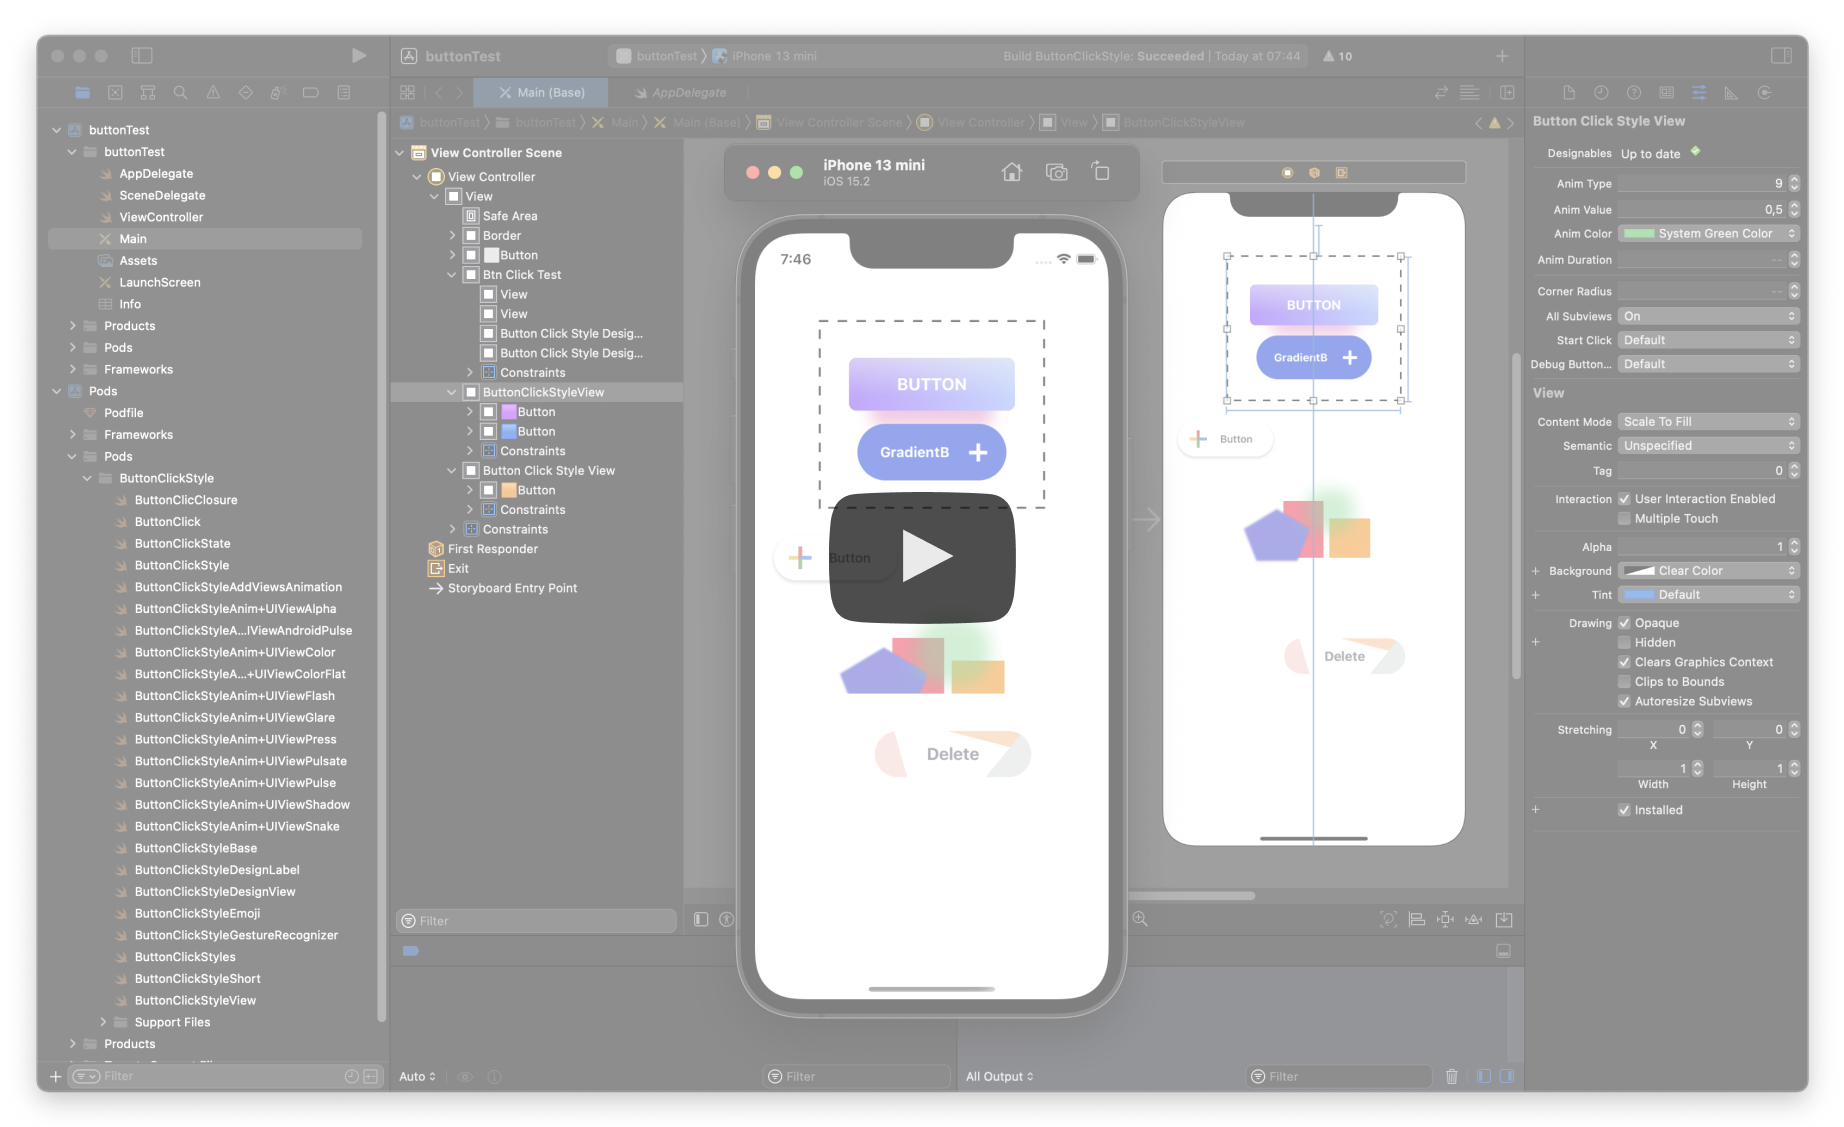 buttonTest
buttonTest
iPhone 13 mini
Build ButtonClickStyle: Succeeded | Today at 07:44
10
Main (Base)
AppDelegate
buttonTest
buttonTest
Main
Main (Base)
View Controller Scene
View Controller
View
ButtonClickStyleView
buttonTest
buttonTest
AppDelegate
SceneDelegate
ViewController
Main
Assets
LaunchScreen
Info
Products
Pods
Frameworks
Pods
Podfile
Frameworks
Pods
ButtonClickStyle
ButtonClicClosure
ButtonClick
ButtonClickState
ButtonClickStyle
ButtonClickStyleAddViewsAnimation
ButtonClickStyleAnim+UIViewAlpha
ButtonClickStyleA...IViewAndroidPulse
ButtonClickStyleAnim+UIViewColor
ButtonClickStyleA...+UIViewColorFlat
ButtonClickStyleAnim+UIViewFlash
ButtonClickStyleAnim+UIViewGlare
ButtonClickStyleAnim+UIViewPress
ButtonClickStyleAnim+UIViewPulsate
ButtonClickStyleAnim+UIViewPulse
ButtonClickStyleAnim+UIViewShadow
ButtonClickStyleAnim+UIViewSnake
ButtonClickStyleBase
ButtonClickStyleDesignLabel
ButtonClickStyleDesignView
ButtonClickStyleEmoji
ButtonClickStyleGestureRecognizer
ButtonClickStyles
ButtonClickStyleShort
ButtonClickStyleView
Support Files
Products
Filter
View Controller Scene
View Controller
View
Safe Area
Border
Button
Btn Click Test
View
View
Button Click Style Desig...
Button Click Style Desig...
Constraints
ButtonClickStyleView
Button
Button
Constraints
Button Click Style View
Button
Constraints
Constraints
First Responder
Exit
Storyboard Entry Point
Filter
Auto
iPhone 13 mini
iOS 15.2
7:46
BUTTON
GradientB
Button
Delete
BUTTON
GradientB
Button
Delete
Filter
All Output
Filter
Button Click Style View
Designables Up to date
Anim Type 9
Anim Value 0,5
Anim Color System Green Color
Anim Duration --
Corner Radius --
All Subviews On
Start Click Default
Debug Button... Default
View
Content Mode Scale To Fill
Semantic Unspecified
Tag 0
Interaction User Interaction Enabled
Multiple Touch
Alpha 1
Background Clear Color
Tint Default
Drawing Opaque
Hidden
Clears Graphics Context
Clips to Bounds
Autoresize Subviews
Stretching 0 0
X Y
1 1
Width Height
Installed